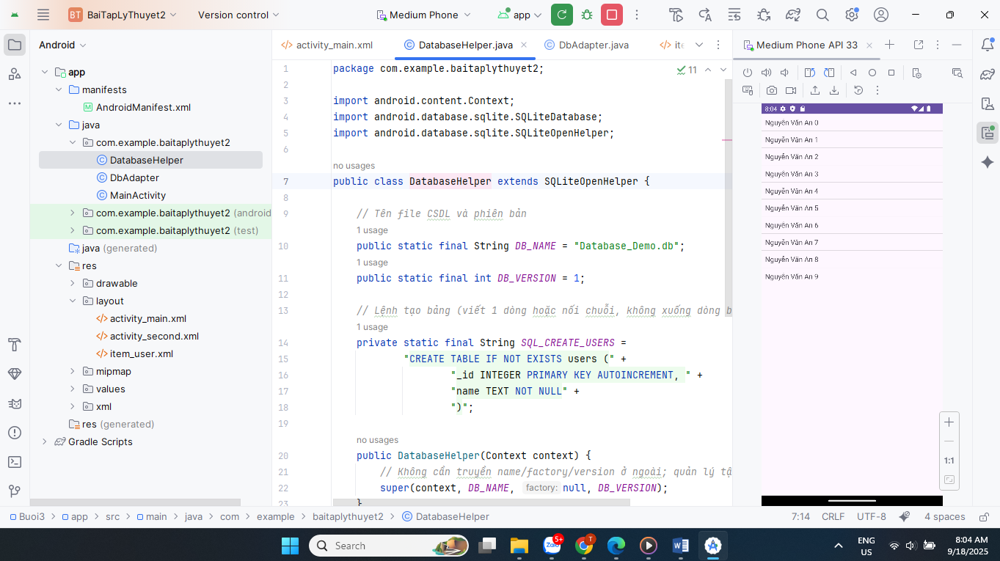 BT BaiTapLyThuyet2 Version control Medium Phone app
Android
app
manifests
AndroidManifest.xml
java
com.example.baitaplythuyet2
DatabaseHelper
DbAdapter
MainActivity
com.example.baitaplythuyet2 (android
com.example.baitaplythuyet2 (test)
java (generated)
res
drawable
layout
activity_main.xml
activity_second.xml
item_user.xml
mipmap
values
xml
res (generated)
Gradle Scripts
activity_main.xml DatabaseHelper.java DbAdapter.java ite
11
1 package com.example.baitaplythuyet2;
2
3 import android.content.Context;
4 import android.database.sqlite.SQLiteDatabase;
5 import android.database.sqlite.SQLiteOpenHelper;
6
no usages
7 public class DatabaseHelper extends SQLiteOpenHelper {
8
9 // Tên file CSDL và phiên bản
1 usage
10 public static final String DB_NAME = "Database_Demo.db";
1 usage
11 public static final int DB_VERSION = 1;
12
13 // Lệnh tạo bảng (viết 1 dòng hoặc nối chuỗi, không xuống dòng b
1 usage
14 private static final String SQL_CREATE_USERS =
15 "CREATE TABLE IF NOT EXISTS users (" +
16 "_id INTEGER PRIMARY KEY AUTOINCREMENT, " +
17 "name TEXT NOT NULL" +
18 ")";
19
no usages
20 public DatabaseHelper(Context context) {
21 // Không cần truyền name/factory/version ở ngoài; quản lý tậ
22 super(context, DB_NAME, factory: null, DB_VERSION);
23 }
Medium Phone API 33
8:04
Nguyễn Văn An 0
Nguyễn Văn An 1
Nguyễn Văn An 2
Nguyễn Văn An 3
Nguyễn Văn An 4
Nguyễn Văn An 5
Nguyễn Văn An 6
Nguyễn Văn An 7
Nguyễn Văn An 8
Nguyễn Văn An 9
1:1
Buoi3 > app > src > main > java > com > example > baitaplythuyet2 > DatabaseHelper
7:14 CRLF UTF-8 4 spaces
Search
Zalo 5+
T
W
ENG
US
8:04 AM
9/18/2025